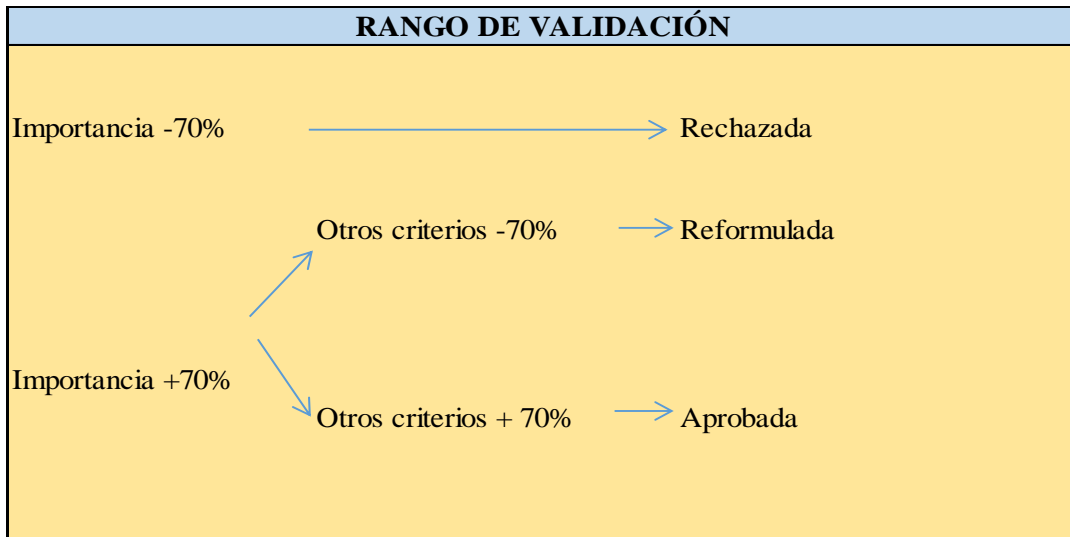 RANGO DE VALIDACIÓN
Importancia -70% Rechazada
Otros criterios -70% Reformulada
Importancia +70%
Otros criterios + 70% Aprobada